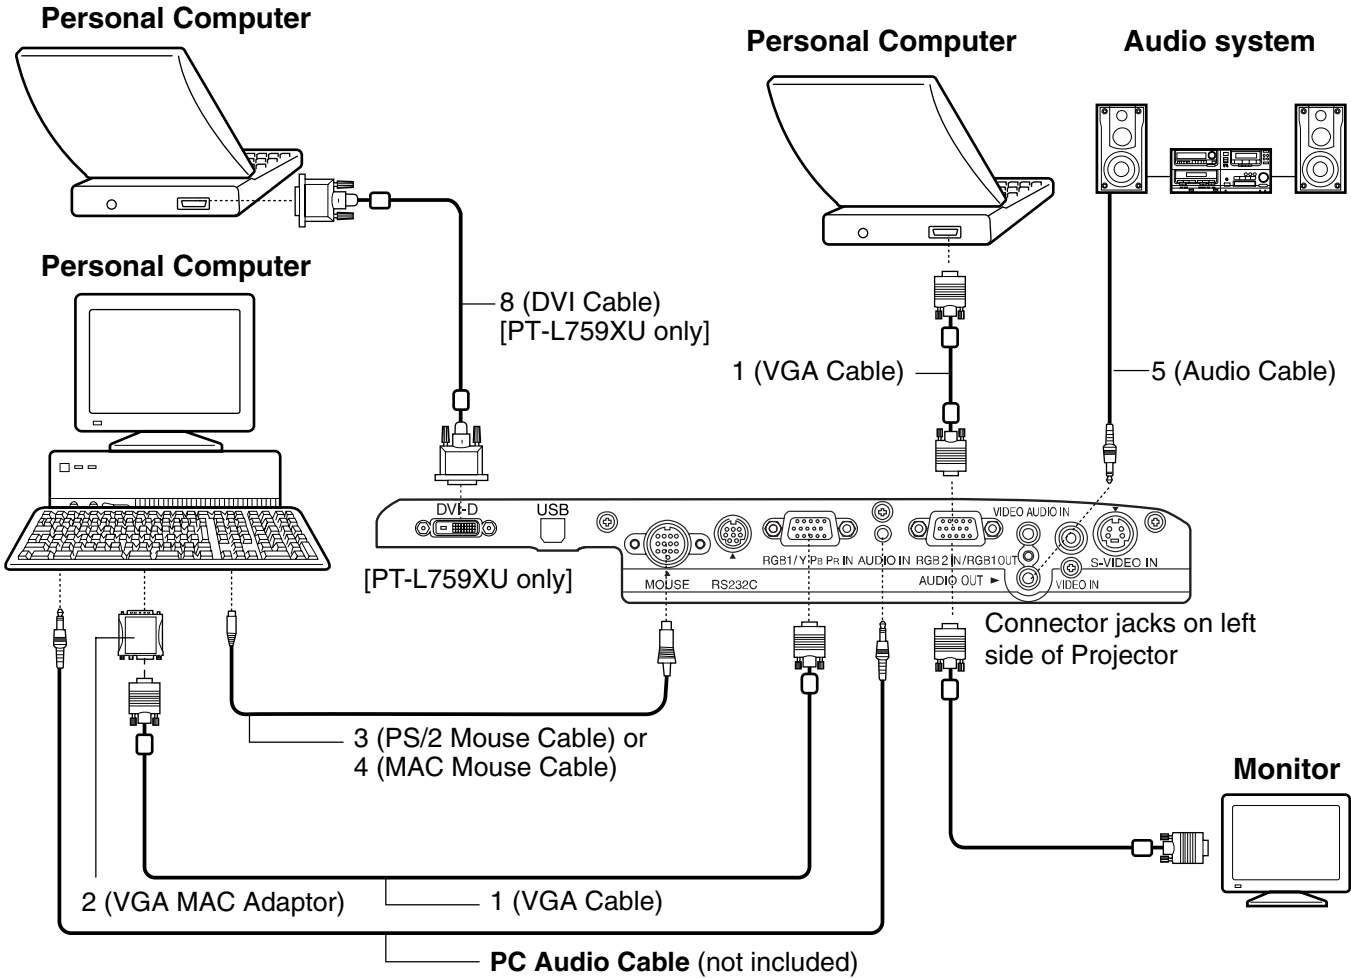 Personal Computer
Personal Computer
Audio system
Personal Computer
8 (DVI Cable)
[PT-L759XU only]
1 (VGA Cable)
5 (Audio Cable)
DVI-D
USB
VIDEO AUDIO IN
RGB1/ Y PB PR IN
AUDIO IN
RGB 2 IN/RGB1OUT
S-VIDEO IN
[PT-L759XU only]
MOUSE
RS232C
AUDIO OUT ►
VIDEO IN
Connector jacks on left
side of Projector
3 (PS/2 Mouse Cable) or
4 (MAC Mouse Cable)
Monitor
2 (VGA MAC Adaptor)
1 (VGA Cable)
PC Audio Cable (not included)